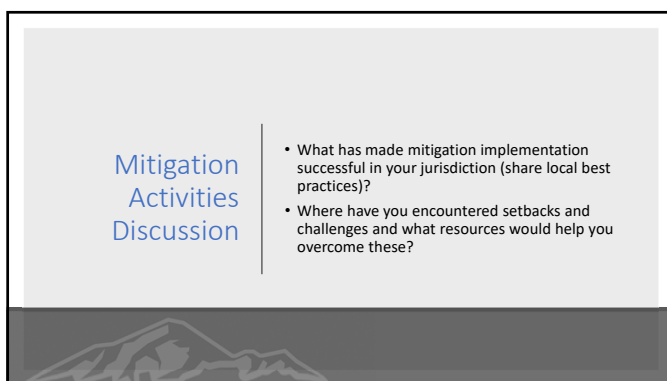 Mitigation
Activities
Discussion
• What has made mitigation implementation
successful in your jurisdiction (share local best
practices)?
• Where have you encountered setbacks and
challenges and what resources would help you
overcome these?